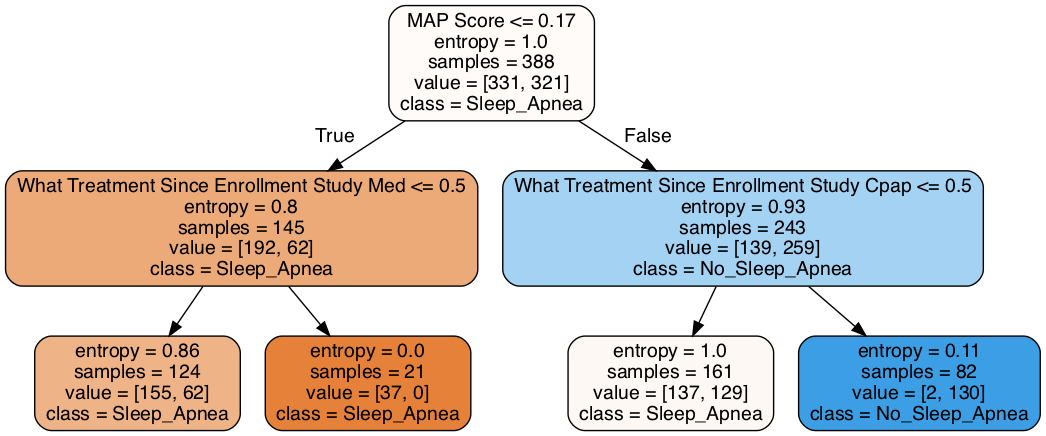 MAP Score <= 0.17
entropy = 1.0
samples = 388
value = [331, 321]
class = Sleep_Apnea
True
False
What Treatment Since Enrollment Study Med <= 0.5
entropy = 0.8
samples = 145
value = [192, 62]
class = Sleep_Apnea
What Treatment Since Enrollment Study Cpap <= 0.5
entropy = 0.93
samples = 243
value = [139, 259]
class = No_Sleep_Apnea
entropy = 0.86
samples = 124
value = [155, 62]
class = Sleep_Apnea
entropy = 0.0
samples = 21
value = [37, 0]
class = Sleep_Apnea
entropy = 1.0
samples = 161
value = [137, 129]
class = Sleep_Apnea
entropy = 0.11
samples = 82
value = [2, 130]
class = No_Sleep_Apnea